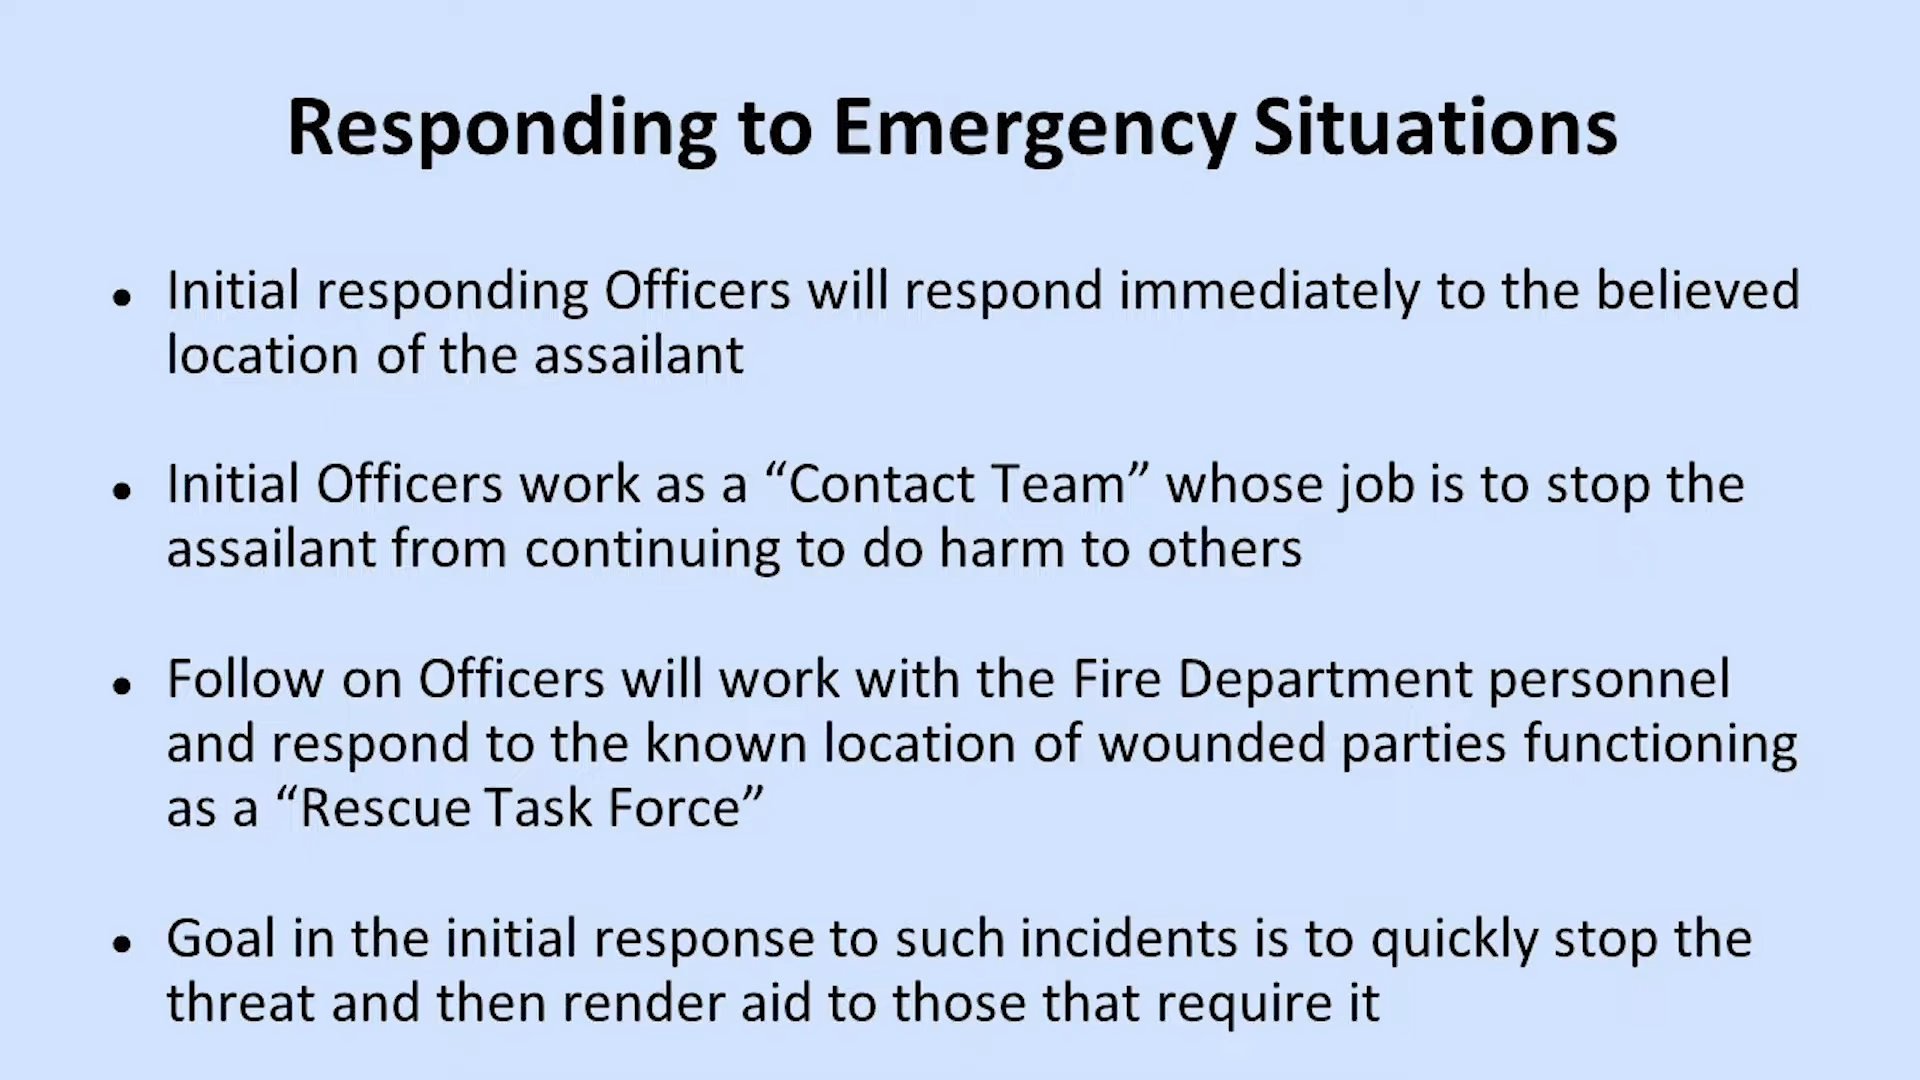 Responding to Emergency Situations
• Initial responding Officers will respond immediately to the believed
location of the assailant
• Initial Officers work as a “Contact Team” whose job is to stop the
assailant from continuing to do harm to others
• Follow on Officers will work with the Fire Department personnel
and respond to the known location of wounded parties functioning
as a “Rescue Task Force”
• Goal in the initial response to such incidents is to quickly stop the
threat and then render aid to those that require it